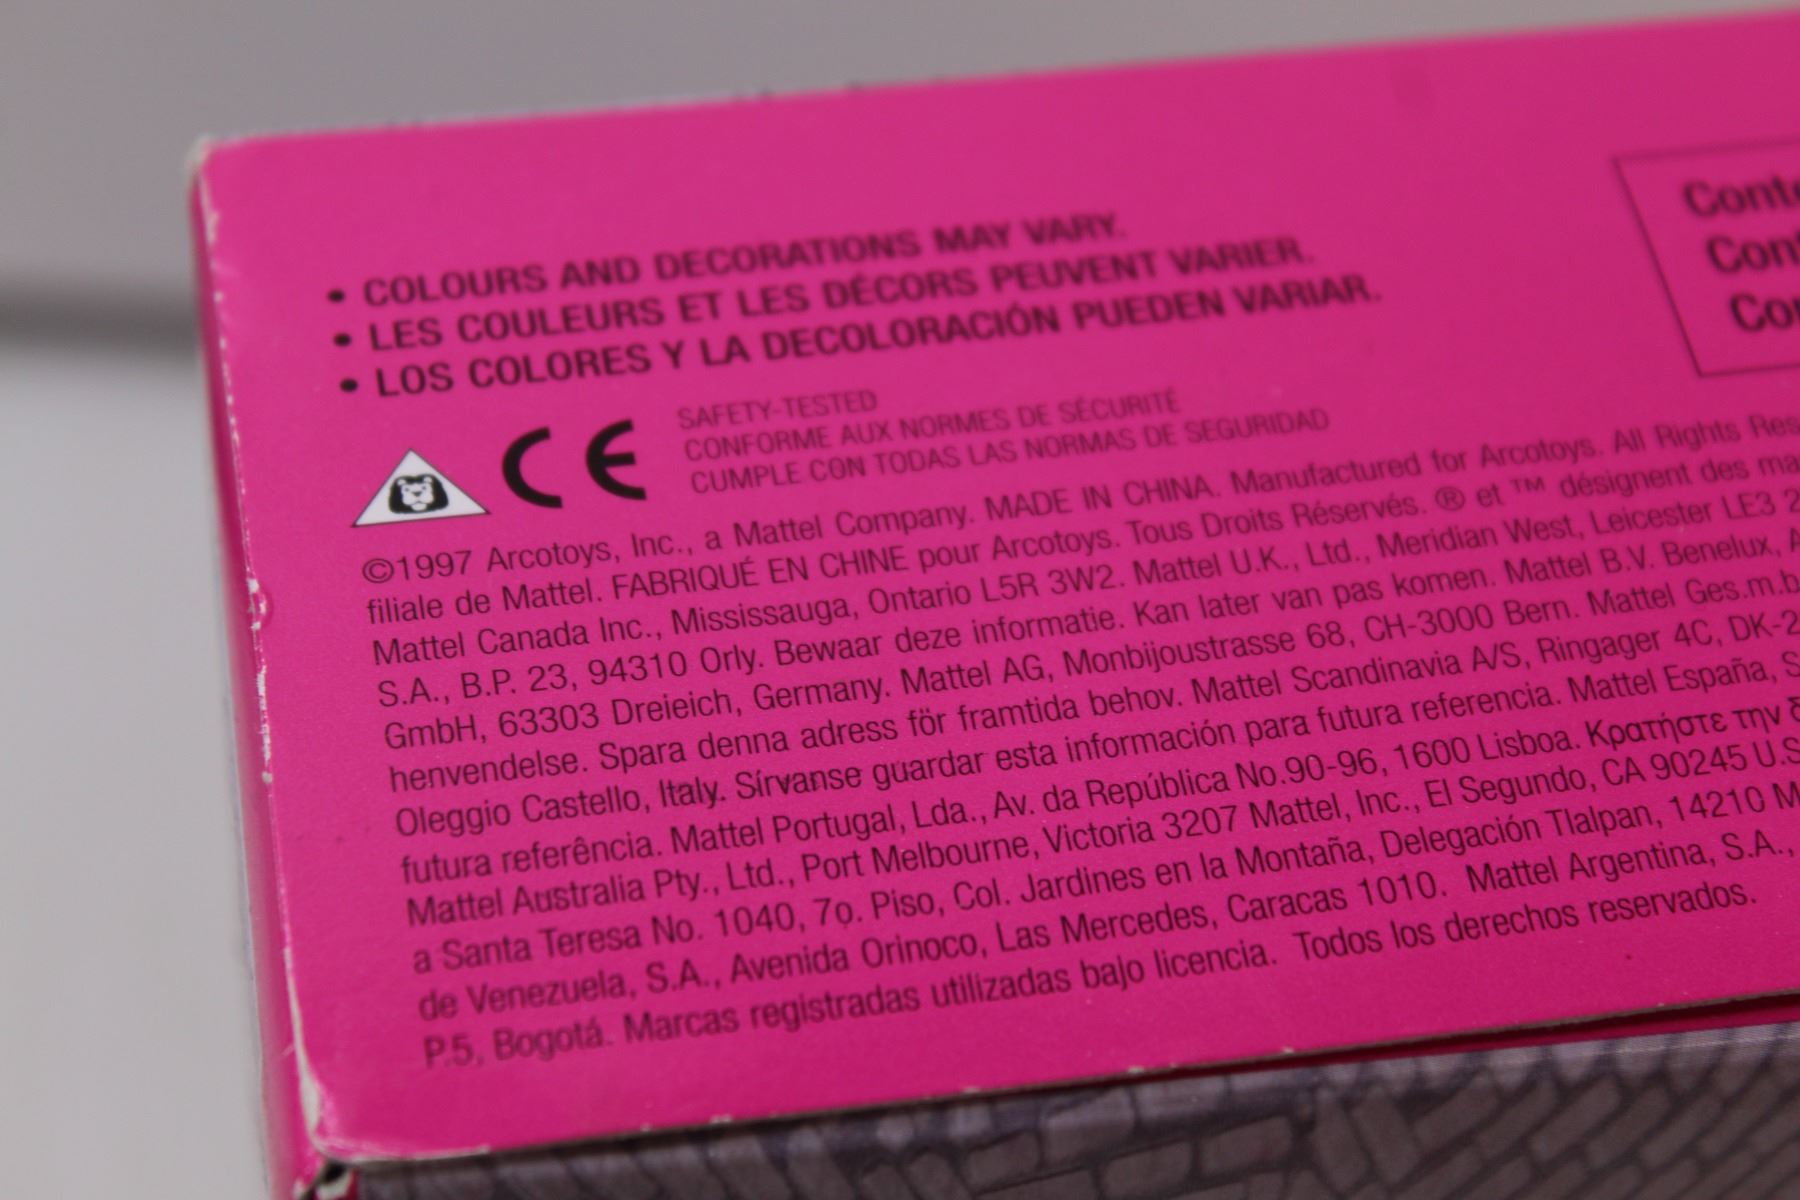 • COLOURS AND DECORATIONS MAY VARY.
• LES COULEURS ET LES DÉCORS PEUVENT VARIER.
• LOS COLORES Y LA DECOLORACIÓN PUEDEN VARIAR.
CE
SAFETY-TESTED
CONFORME AUX NORMES DE SÉCURITÉ
CUMPLE CON TODAS LAS NORMAS DE SEGURIDAD
©1997 Arcotoys, Inc., a Mattel Company. MADE IN CHINA. Manufactured for Arcotoys. All Rights
filiale de Mattel. FABRIQUÉ EN CHINE pour Arcotoys. Tous Droits Réservés. ® et ™ désignent des
Mattel Canada Inc., Mississauga, Ontario L5R 3W2. Mattel U.K., Ltd., Meridian West, Leicester LE3
S.A., B.P. 23, 94310 Orly. Bewaar deze informatie. Kan later van pas komen. Mattel B.V. Benelux,
GmbH, 63303 Dreieich, Germany. Mattel AG, Monbijoustrasse 68, CH-3000 Bern. Mattel Ges.m.b.
henvendelse. Spara denna adress för framtida behov. Mattel Scandinavia A/S, Ringager 4C, DK-2
Oleggio Castello, Italy. Sírvanse guardar esta información para futura referencia. Mattel España, S
futura referência. Mattel Portugal, Lda., Av. da República No.90-96, 1600 Lisboa. Κρατήστε την
Mattel Australia Pty., Ltd., Port Melbourne, Victoria 3207 Mattel, Inc., El Segundo, CA 90245 U.S
a Santa Teresa No. 1040, 7o. Piso, Col. Jardines en la Montaña, Delegación Tlalpan, 14210 M
de Venezuela, S.A., Avenida Orinoco, Las Mercedes, Caracas 1010. Mattel Argentina, S.A.,
P.5, Bogotá. Marcas registradas utilizadas bajo licencia. Todos los derechos reservados.